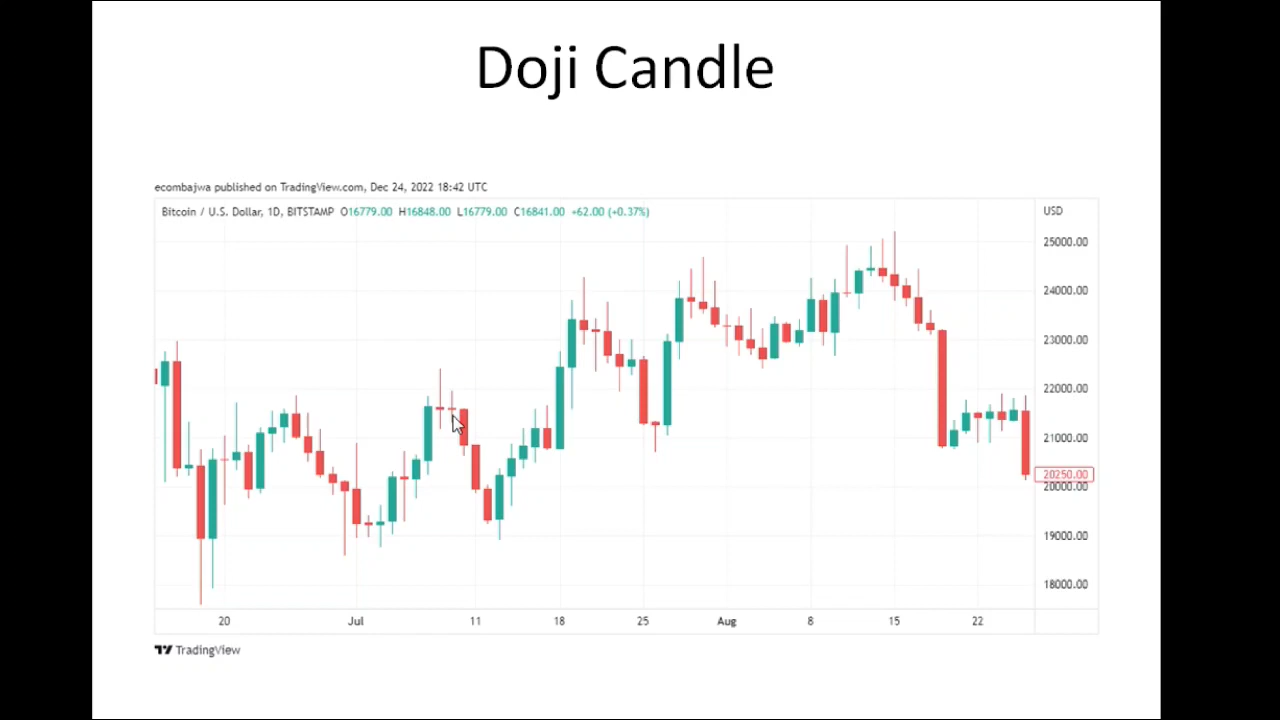 Doji Candle
ecombajwa published on TradingView.com, Dec 24, 2022 18:42 UTC
Bitcoin / U.S. Dollar, 1D, BITSTAMP O16779.00 H16848.00 L16779.00 C16841.00 +62.00 (+0.37%)
USD
25000.00
24000.00
23000.00
22000.00
21000.00
20250.00
20000.00
19000.00
18000.00
20 Jul 11 18 25 Aug 8 15 22
TradingView